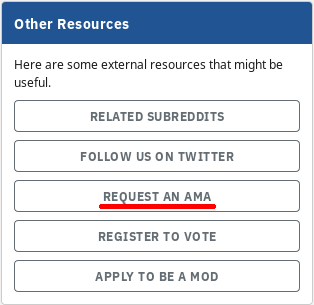 Other Resources
Here are some external resources that might be
useful.
RELATED SUBREDDITS
FOLLOW US ON TWITTER
REQUEST AN AMA
REGISTER TO VOTE
APPLY TO BE A MOD